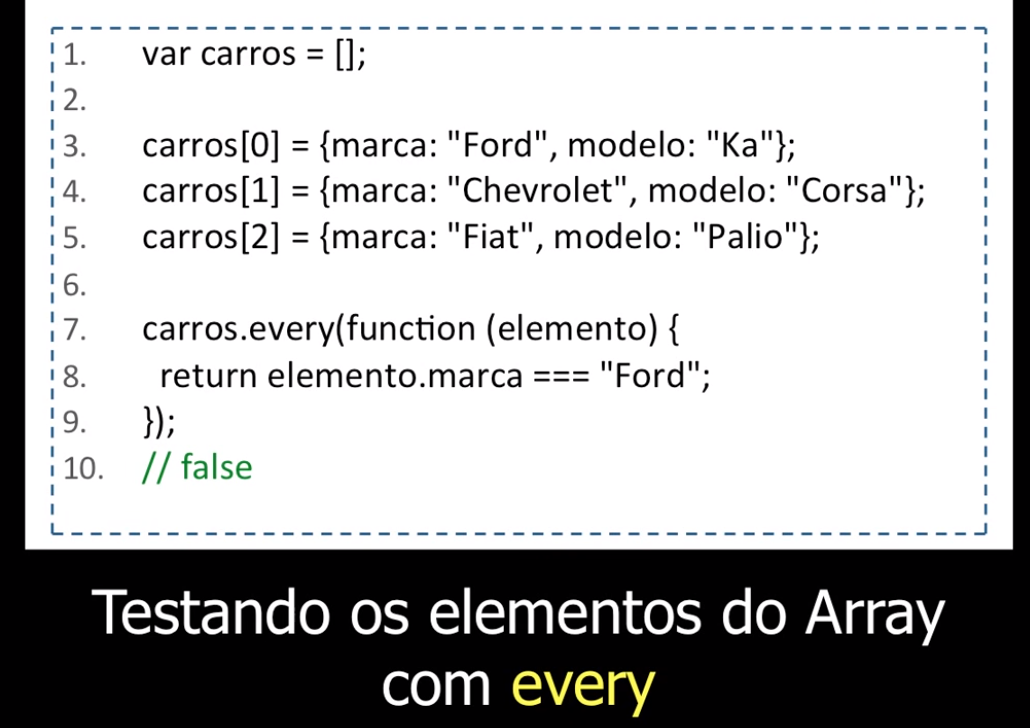 1. var carros = [];
2.
3. carros[0] = {marca: "Ford", modelo: "Ka"};
4. carros[1] = {marca: "Chevrolet", modelo: "Corsa"};
5. carros[2] = {marca: "Fiat", modelo: "Palio"};
6.
7. carros.every(function (elemento) {
8. return elemento.marca === "Ford";
9. });
10. // false
Testando os elementos do Array
com every